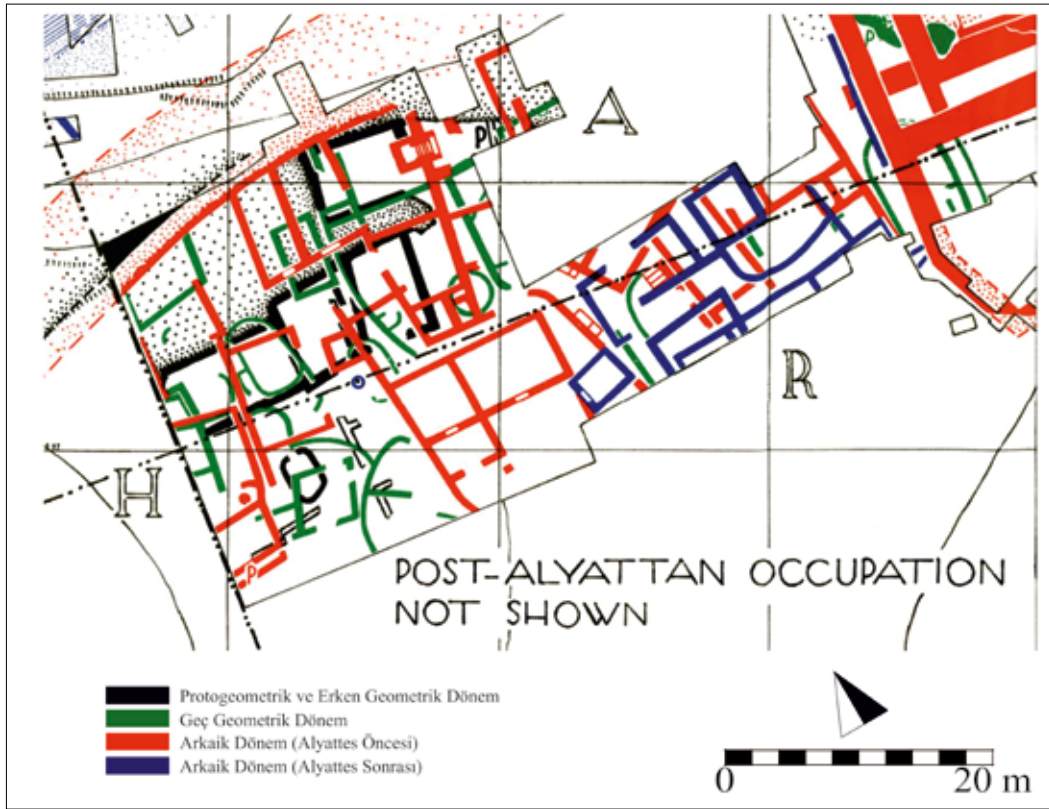 P
A
P
R
H
P
POST-ALYATTAN OCCUPATION
NOT SHOWN
Protogeometrik ve Erken Geometrik Dönem
Geç Geometrik Dönem
Arkaik Dönem (Alyattes Öncesi)
Arkaik Dönem (Alyattes Sonrası)
0 20 m